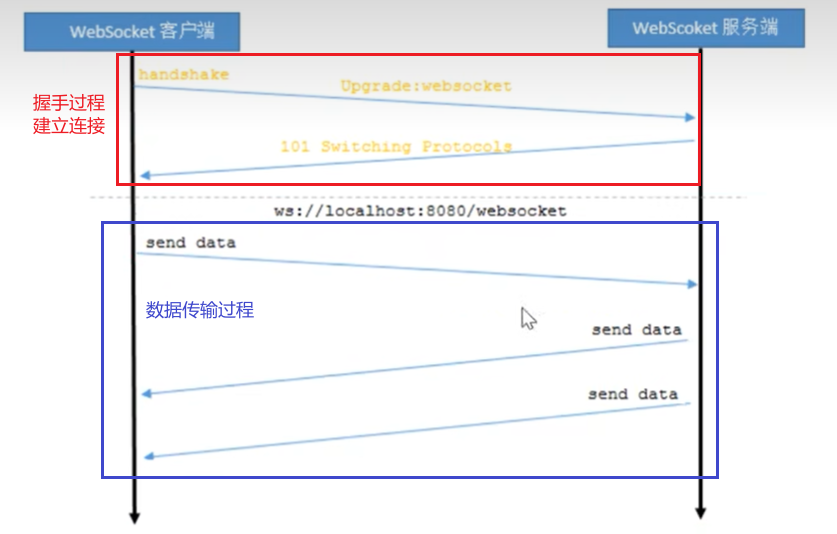 WebSocket 客户端
WebScoket 服务端
握手过程
建立连接
handshake
Upgrade:websocket
101 Switching Protocols
ws://localhost:8080/websocket
send data
数据传输过程
send data
send data